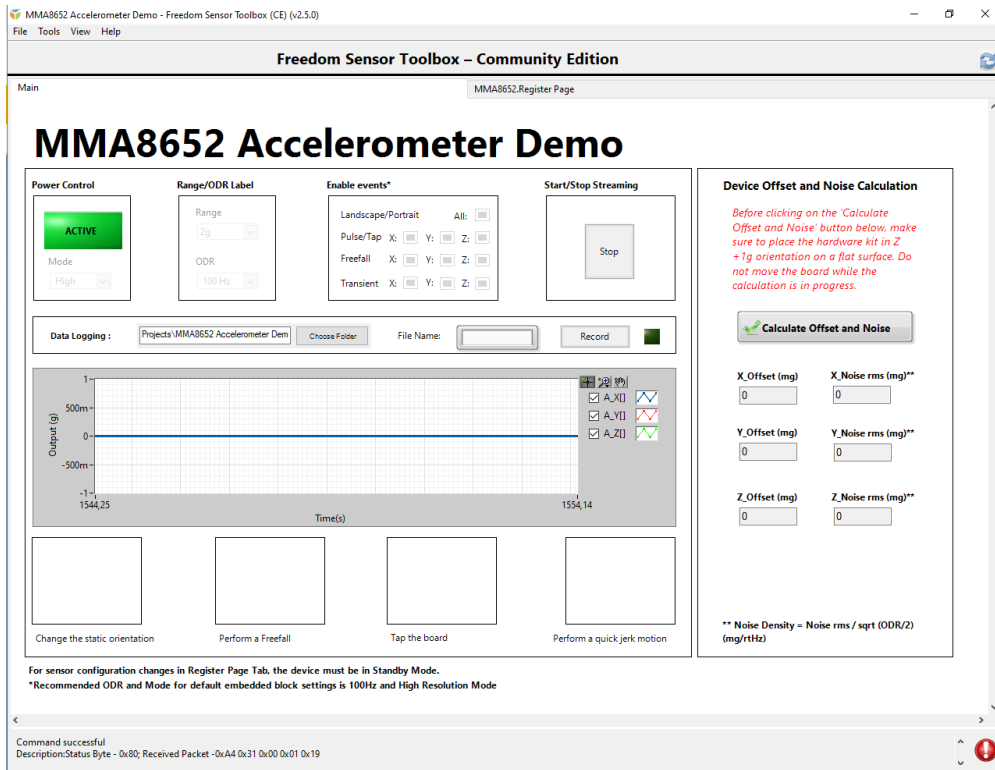 MMA8652 Accelerometer Demo - Freedom Sensor Toolbox (CE) (v2.5.0)
File Tools View Help
Freedom Sensor Toolbox – Community Edition
Main
MMA8652.Register Page
MMA8652 Accelerometer Demo
Power Control
Range/ODR Label
Enable events*
Start/Stop Streaming
ACTIVE
Mode
High
Range
2g
ODR
100 Hz
Landscape/Portrait All:
Pulse/Tap X: Y: Z:
Freefall X: Y: Z:
Transient X: Y: Z:
Stop
Data Logging :
Projects\MMA8652 Accelerometer Dem
Choose Folder
File Name:
Record
1
500m
0
-500m
-1
Output (g)
1544,25
1554,14
Time(s)
A_X[]
A_Y[]
A_Z[]
Change the static orientation
Perform a Freefall
Tap the board
Perform a quick jerk motion
Device Offset and Noise Calculation
Before clicking on the 'Calculate
Offset and Noise' button below, make
sure to place the hardware kit in Z
+1g orientation on a flat surface. Do
not move the board while the
calculation is in progress.
Calculate Offset and Noise
X_Offset (mg)
X_Noise rms (mg)**
0
0
Y_Offset (mg)
Y_Noise rms (mg)**
0
0
Z_Offset (mg)
Z_Noise rms (mg)**
0
0
** Noise Density = Noise rms / sqrt (ODR/2)
(mg/rtHz)
For sensor configuration changes in Register Page Tab, the device must be in Standby Mode.
*Recommended ODR and Mode for default embedded block settings is 100Hz and High Resolution Mode
Command successful
Description:Status Byte - 0x80; Received Packet -0xA4 0x31 0x00 0x01 0x19